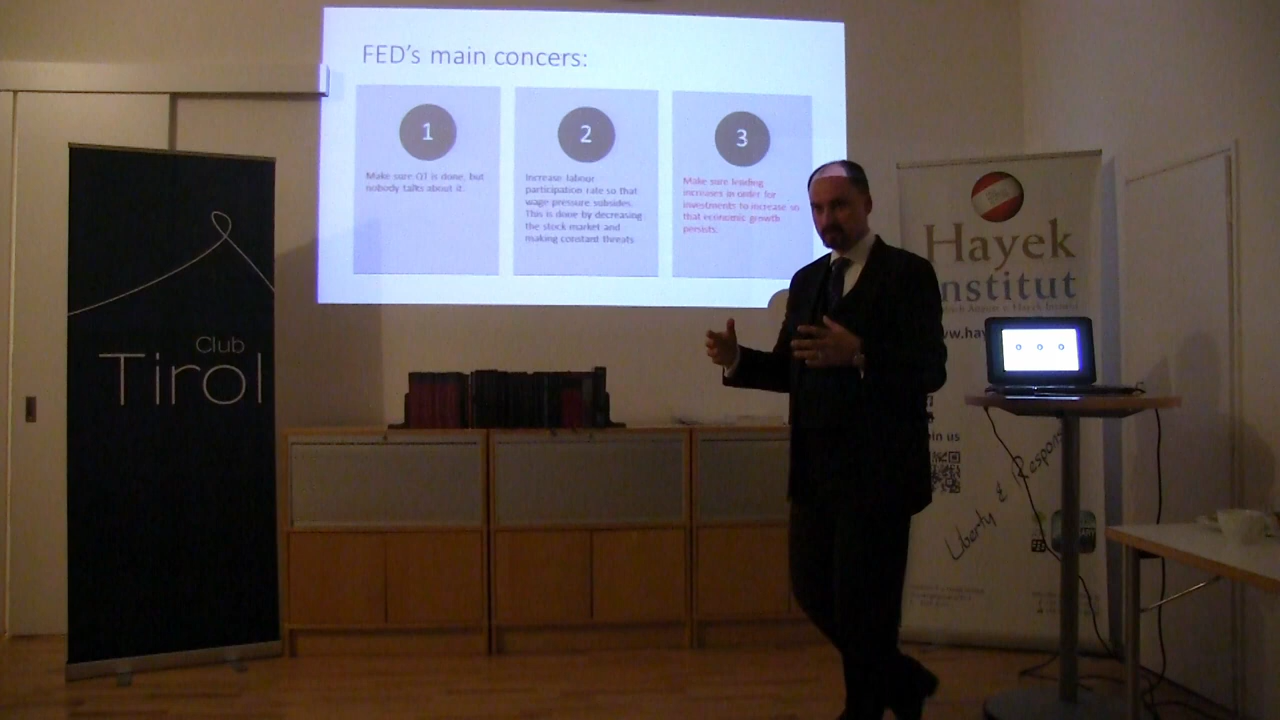 FED's main concers:
1
Make sure QT is done, but
nobody talks about it.
2
Increase labour
participation rate so that
wage pressure subsides.
This is done by decreasing
the stock market and
making constant threats
3
Make sure lending
increases in order for
investments to increase so
that economic growth
persists.
Club
Tirol
Hayek
Institut
in us
Liberty & Respons